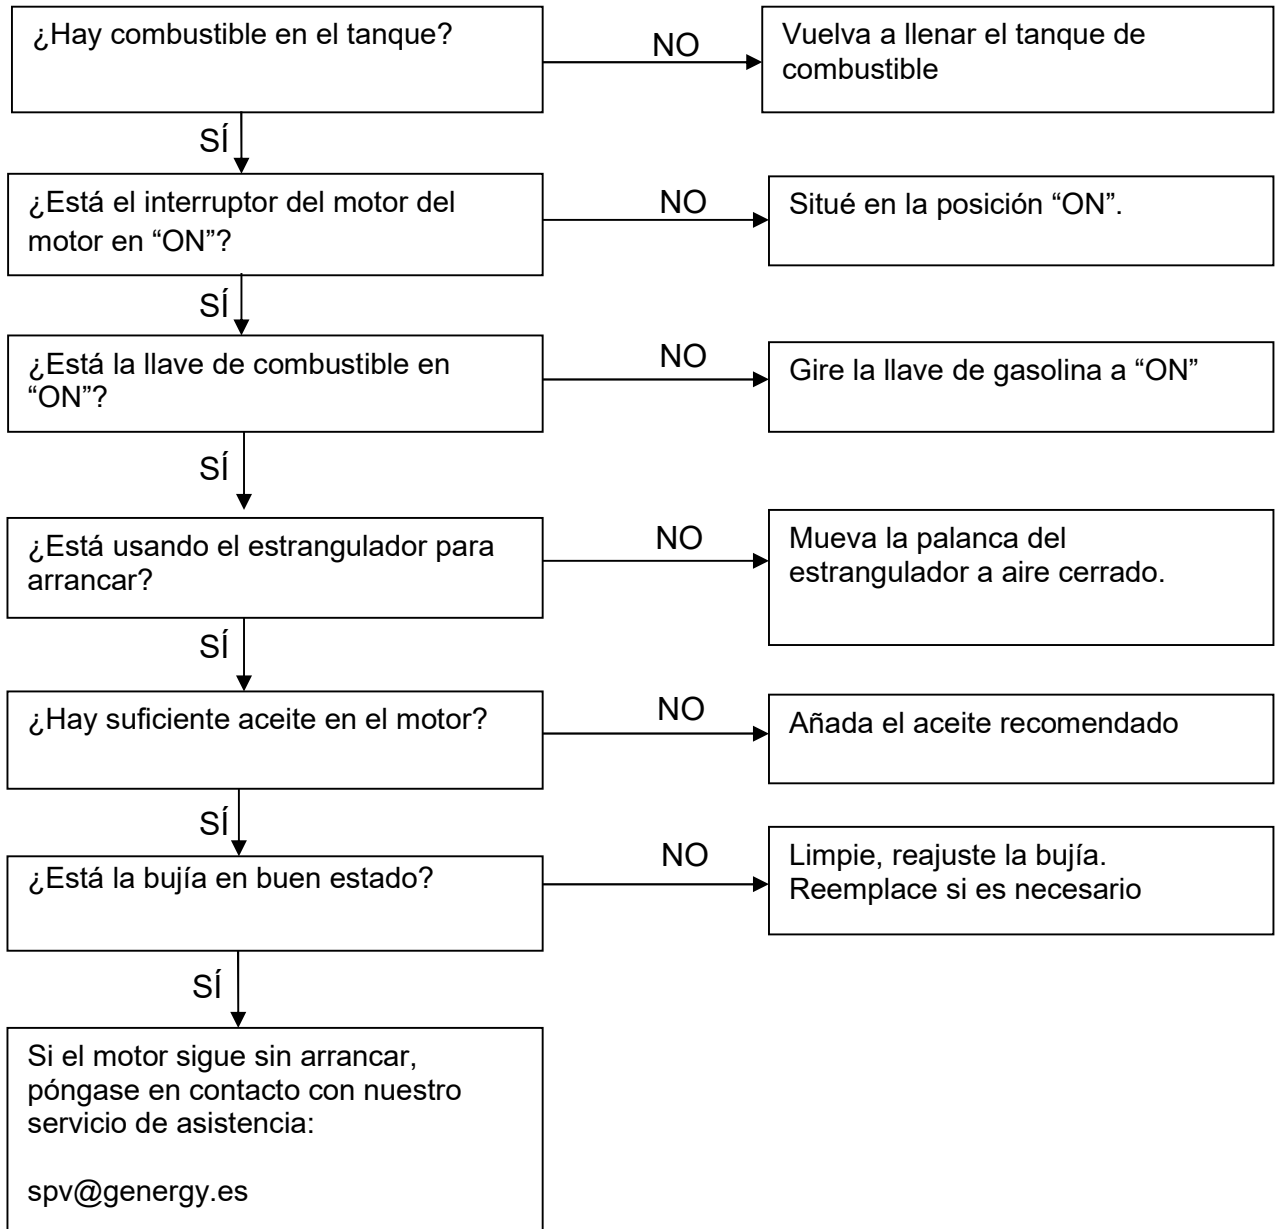 ¿Hay combustible en el tanque?
NO
Vuelva a llenar el tanque de
combustible
SÍ
¿Está el interruptor del motor del
motor en “ON”?
NO
Situé en la posición “ON”.
SÍ
¿Está la llave de combustible en
“ON”?
NO
Gire la llave de gasolina a “ON”
SÍ
¿Está usando el estrangulador para
arrancar?
NO
Mueva la palanca del
estrangulador a aire cerrado.
SÍ
¿Hay suficiente aceite en el motor?
NO
Añada el aceite recomendado
SÍ
¿Está la bujía en buen estado?
NO
Limpie, reajuste la bujía.
Reemplace si es necesario
SÍ
Si el motor sigue sin arrancar,
póngase en contacto con nuestro
servicio de asistencia:
spv@genergy.es